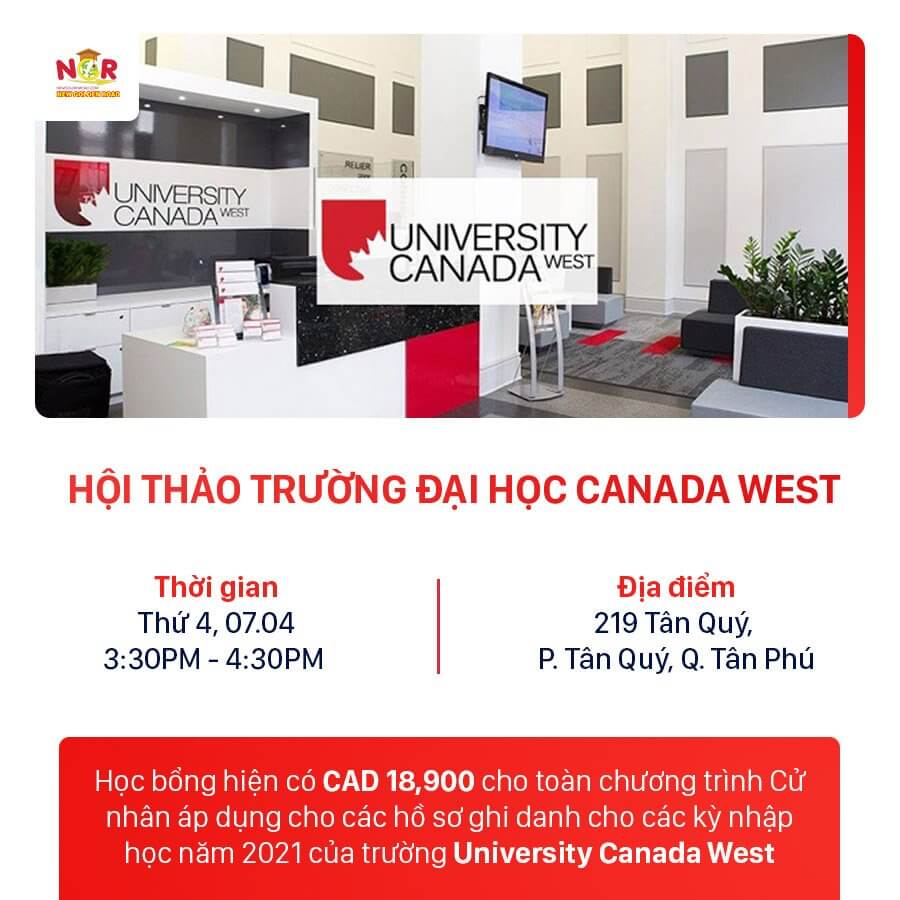 NGR
NEW GOLDEN ROAD
UNIVERSITY
CANADA WEST
UNIVERSITY
CANADA WEST
HỘI THẢO TRƯỜNG ĐẠI HỌC CANADA WEST
Thời gian
Thứ 4, 07.04
3:30PM - 4:30PM
Địa điểm
219 Tân Quý,
P. Tân Quý, Q. Tân Phú
Học bổng hiện có CAD 18,900 cho toàn chương trình Cử
nhân áp dụng cho các hồ sơ ghi danh cho các kỳ nhập
học năm 2021 của trường University Canada West